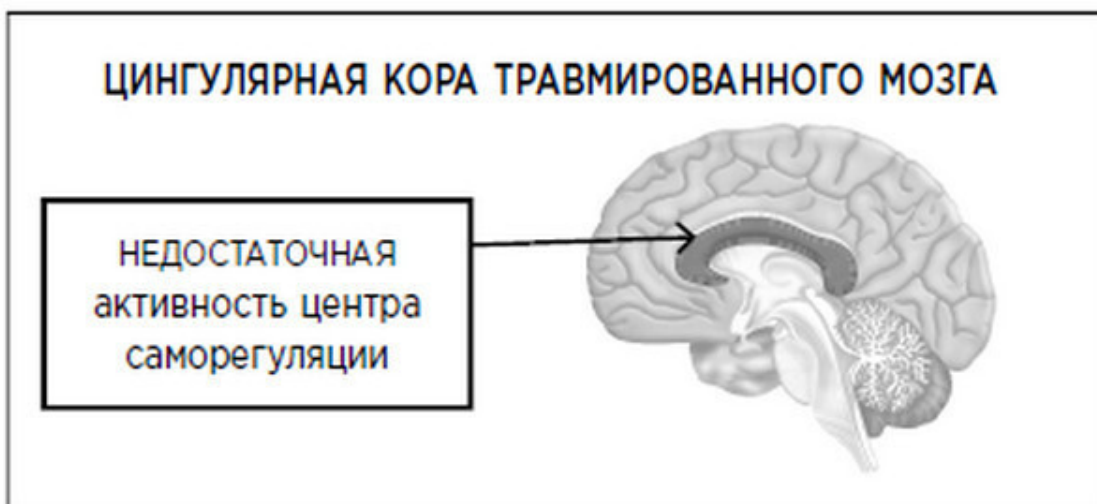 ЦИНГУЛЯРНАЯ КОРА ТРАВМИРОВАННОГО МОЗГА
НЕДОСТАТОЧНАЯ
активность центра
саморегуляции